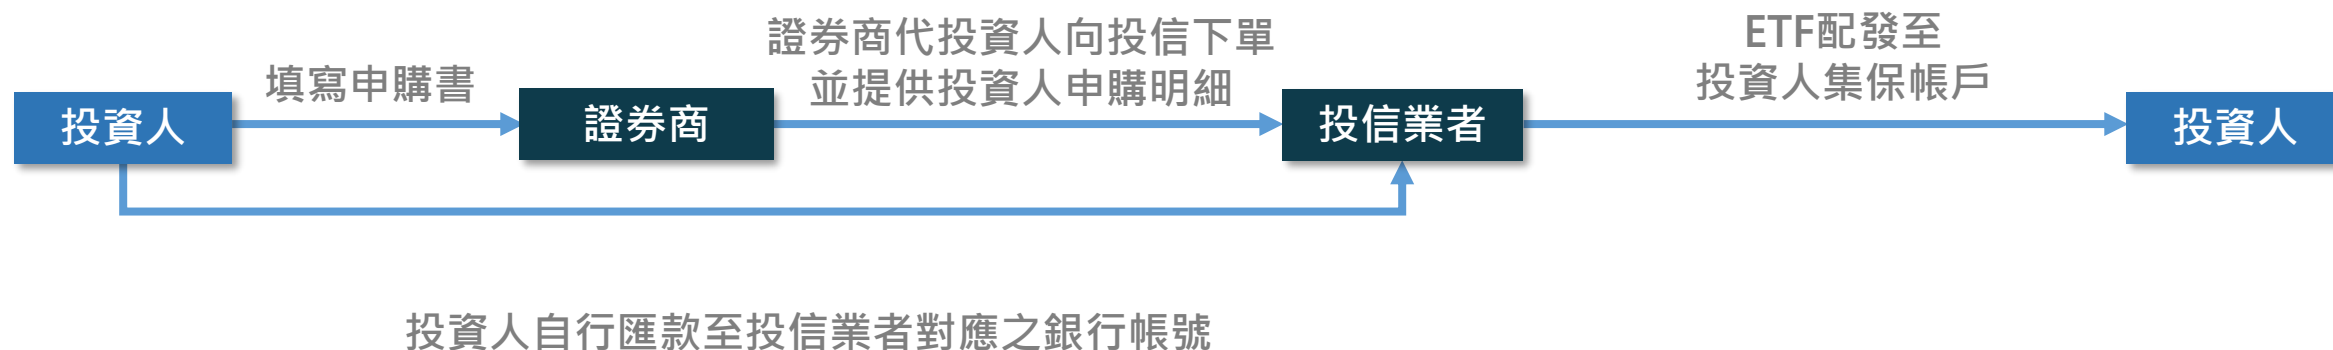 投資人
填寫申購書
證券商
證券商代投資人向投信下單
並提供投資人申購明細
投信業者
ETF配發至
投資人集保帳戶
投資人
投資人自行匯款至投信業者對應之銀行帳號